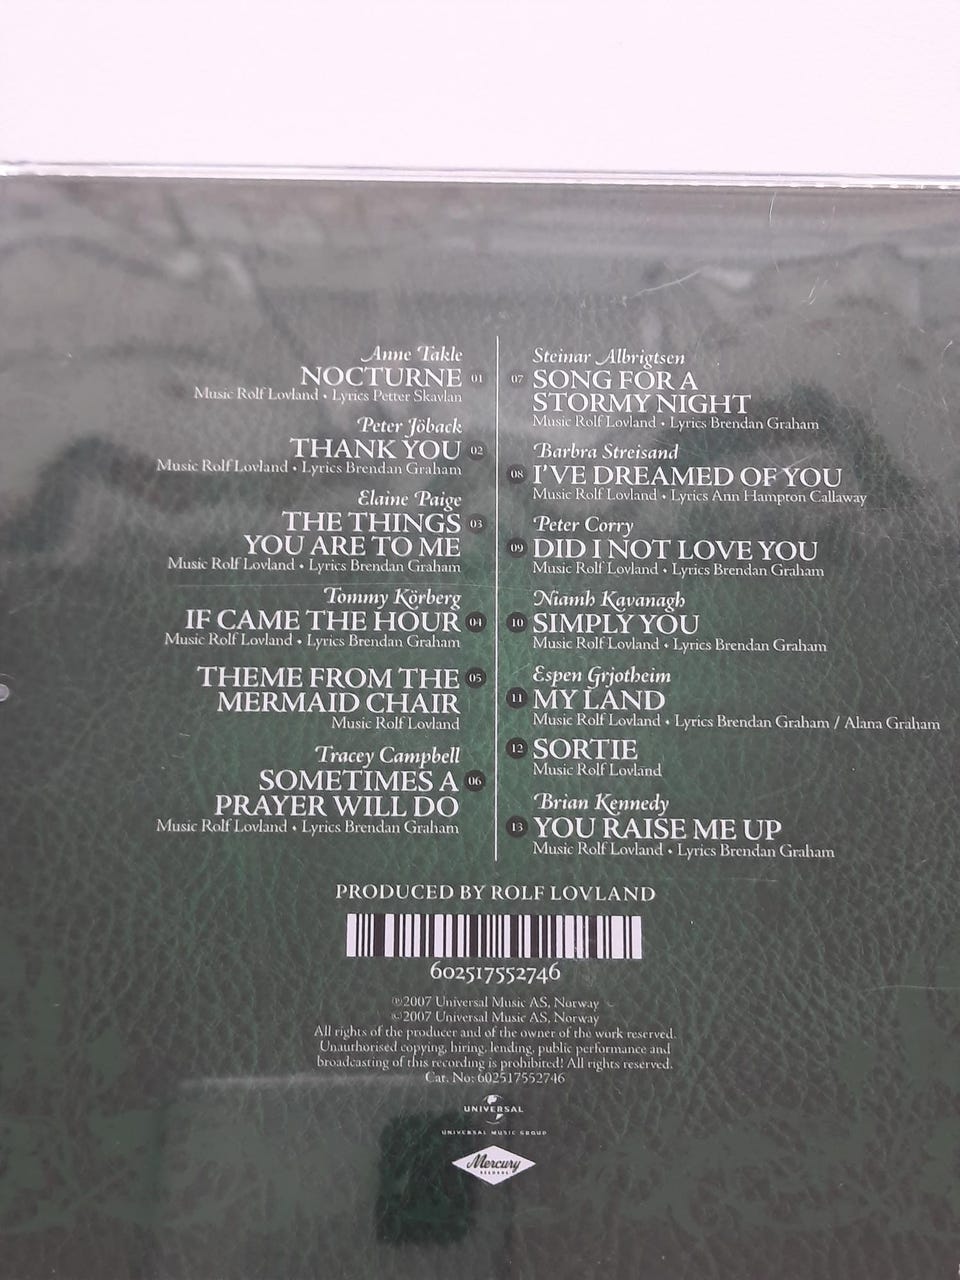 Anne Takle
NOCTURNE 01
Music Rolf Lovland • Lyrics Petter Skavlan
Peter Jöback
THANK YOU 02
Music Rolf Lovland • Lyrics Brendan Graham
Elaine Paige
THE THINGS 03
YOU ARE TO ME
Music Rolf Lovland • Lyrics Brendan Graham
Tommy Körberg
IF CAME THE HOUR 04
Music Rolf Lovland • Lyrics Brendan Graham
THEME FROM THE 05
MERMAID CHAIR
Music Rolf Lovland
Tracey Campbell
SOMETIMES A 06
PRAYER WILL DO
Music Rolf Lovland • Lyrics Brendan Graham
Steinar Albrigtsen
07 SONG FOR A
STORMY NIGHT
Music Rolf Lovland • Lyrics Brendan Graham
Barbra Streisand
08 I'VE DREAMED OF YOU
Music Rolf Lovland • Lyrics Ann Hampton Callaway
Peter Corry
09 DID I NOT LOVE YOU
Music Rolf Lovland • Lyrics Brendan Graham
Niamh Kavanagh
10 SIMPLY YOU
Music Rolf Lovland • Lyrics Brendan Graham
Espen Grjotheim
11 MY LAND
Music Rolf Lovland • Lyrics Brendan Graham / Alana Graham
12 SORTIE
Music Rolf Lovland
Brian Kennedy
13 YOU RAISE ME UP
Music Rolf Lovland • Lyrics Brendan Graham
PRODUCED BY ROLF LOVLAND
602517552746
℗2007 Universal Music AS, Norway
©2007 Universal Music AS, Norway
All rights of the producer and of the owner of the work reserved.
Unauthorised copying, hiring, lending, public performance and
broadcasting of this recording is prohibited! All rights reserved.
Cat. No: 602517552746
UNIVERSAL
UNIVERSAL MUSIC GROUP
Mercury
RECORDS